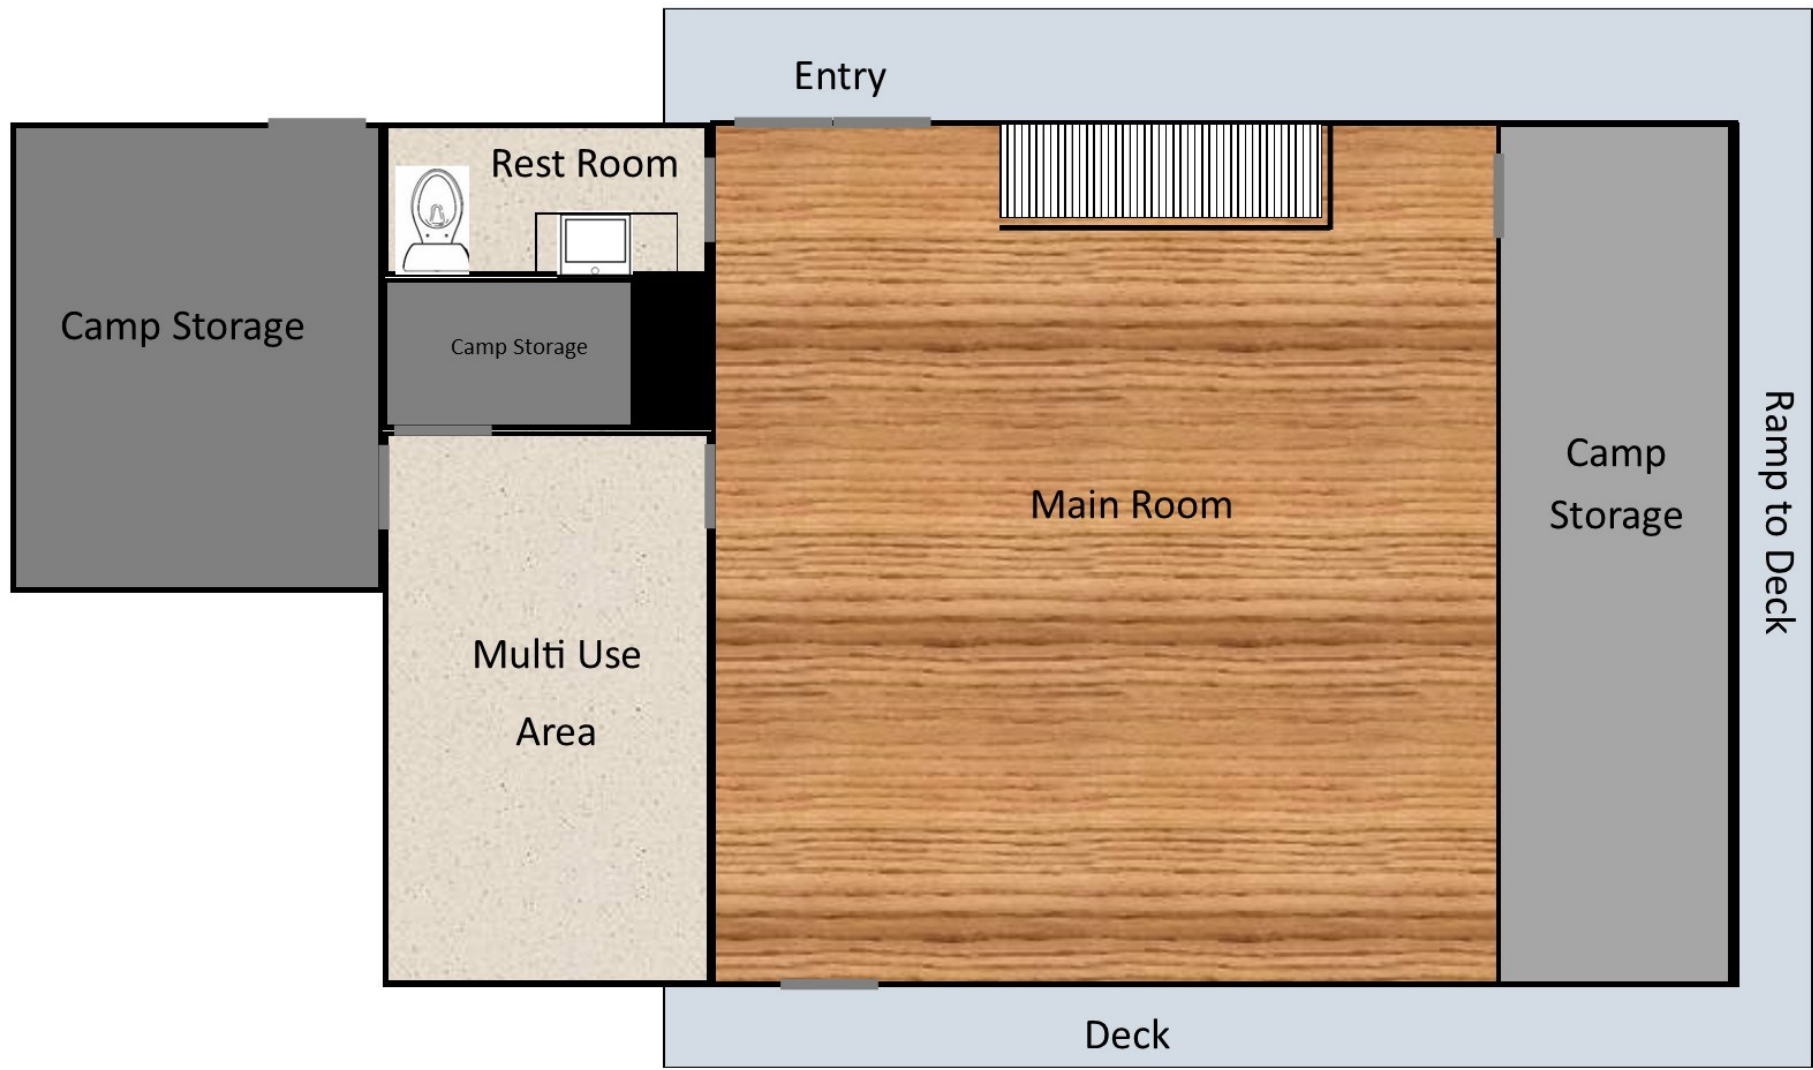 Entry
Rest Room
Camp Storage
Camp Storage
Main Room
Camp
Storage
Ramp to Deck
Multi Use
Area
Deck